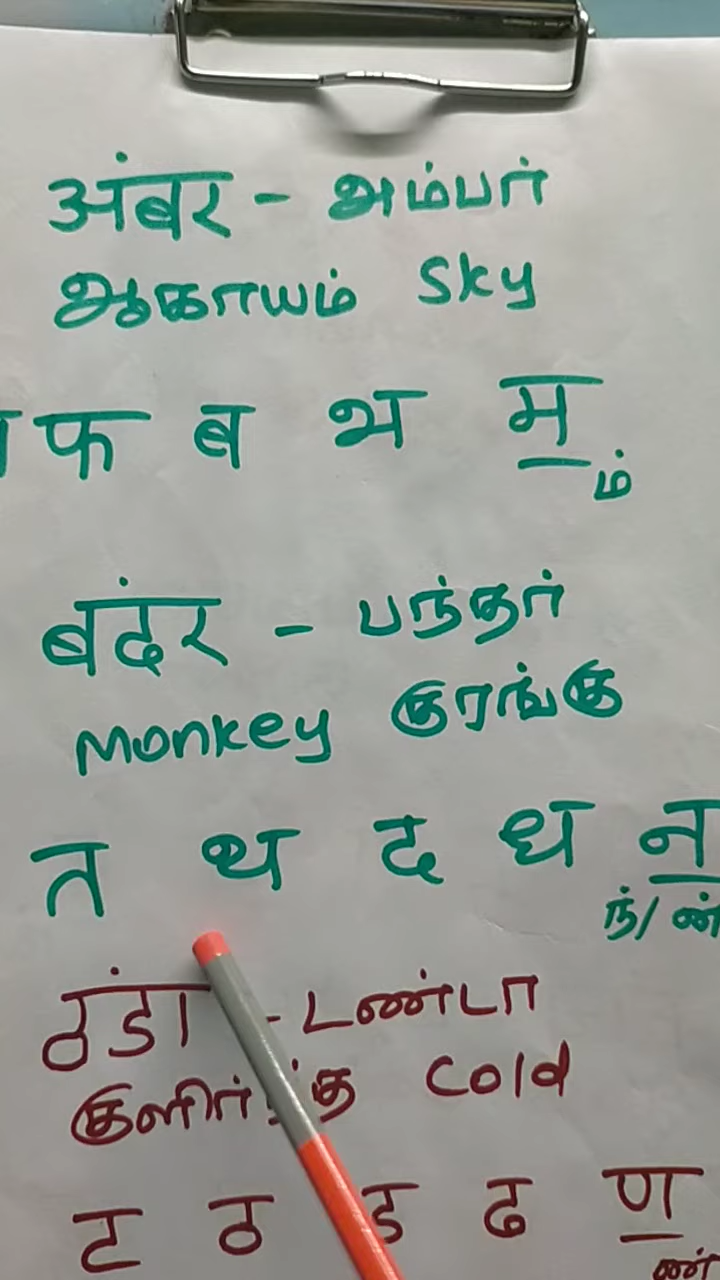 अंबर - அம்பர்
ஆகாயம் Sky
फ ब भ म ம்
बंदर - பந்தர்
Monkey குரங்கு
त थ द ध न
ந்/ன்
ठंडा - டண்டா
Cold
ट ठ ड ढ ण
ண்